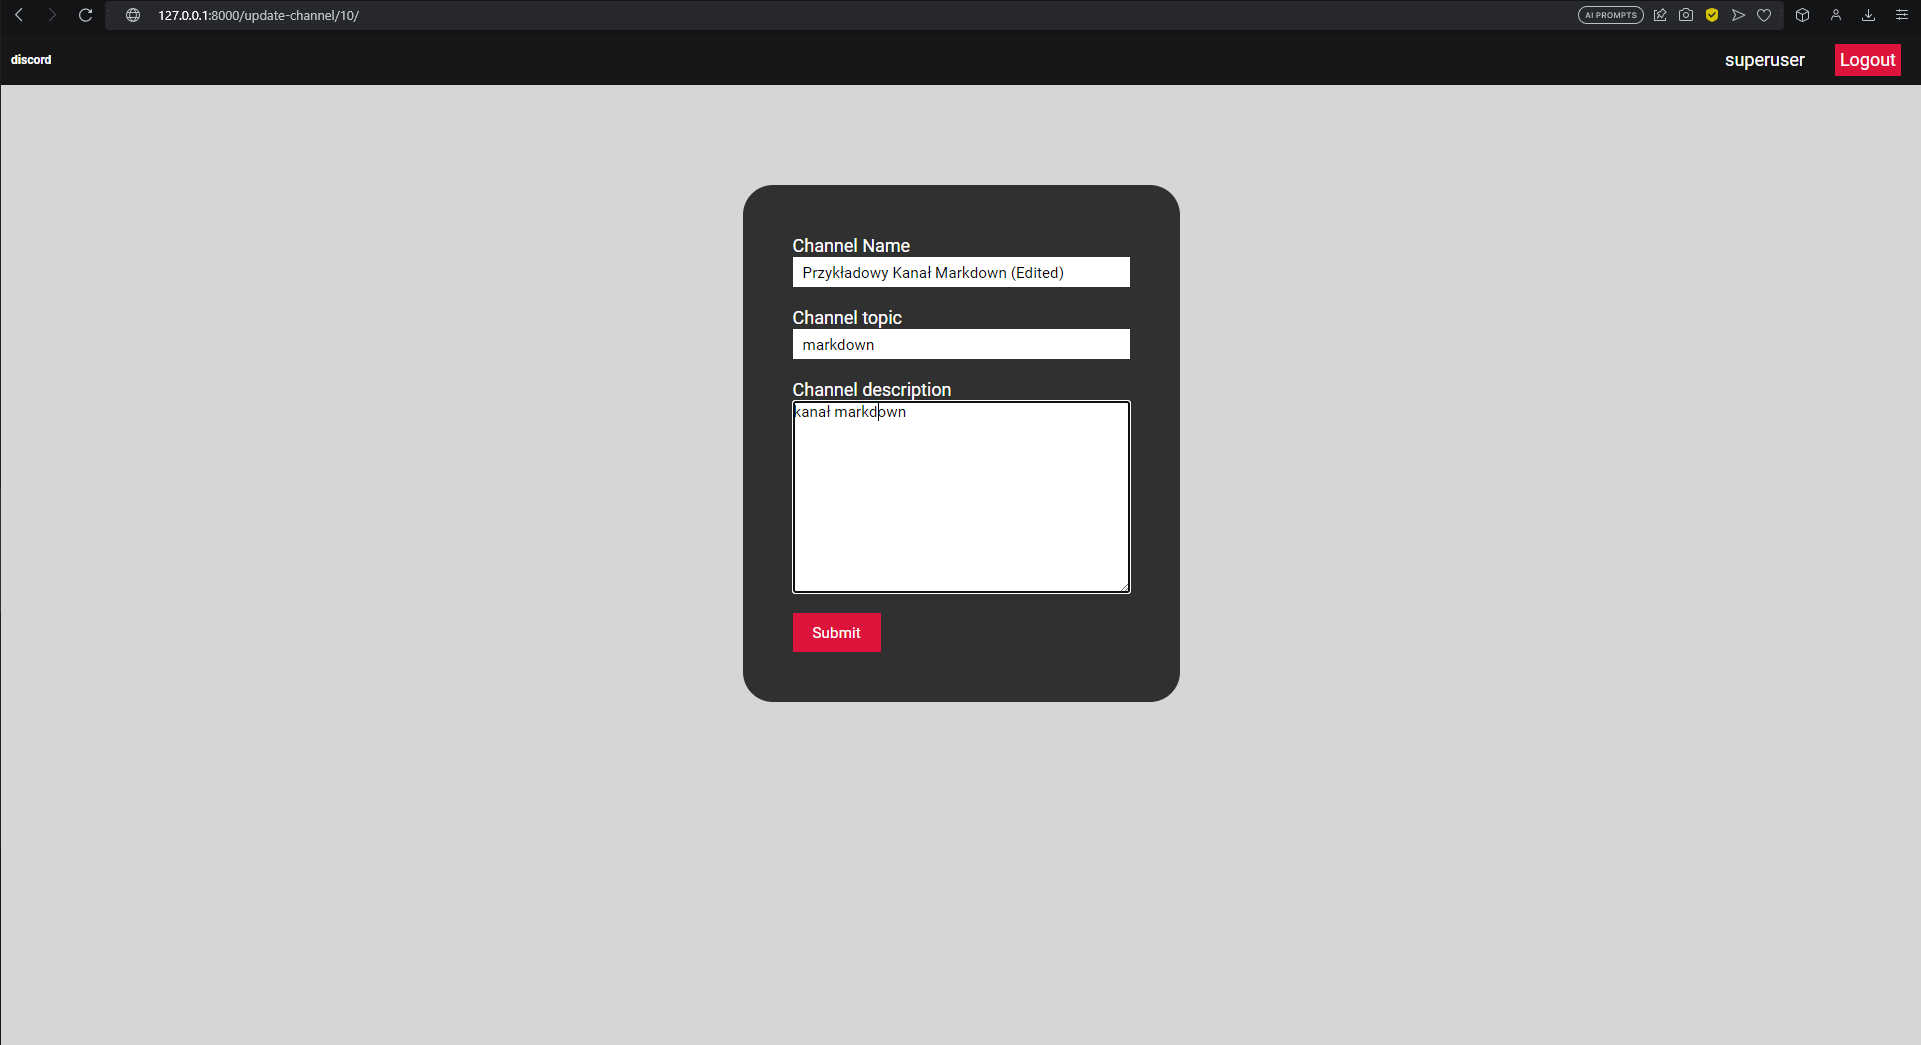 127.0.0.1:8000/update-channel/10/
AI PROMPTS
discord
superuser
Logout
Channel Name
Przykładowy Kanał Markdown (Edited)
Channel topic
markdown
Channel description
kanał markdown
Submit